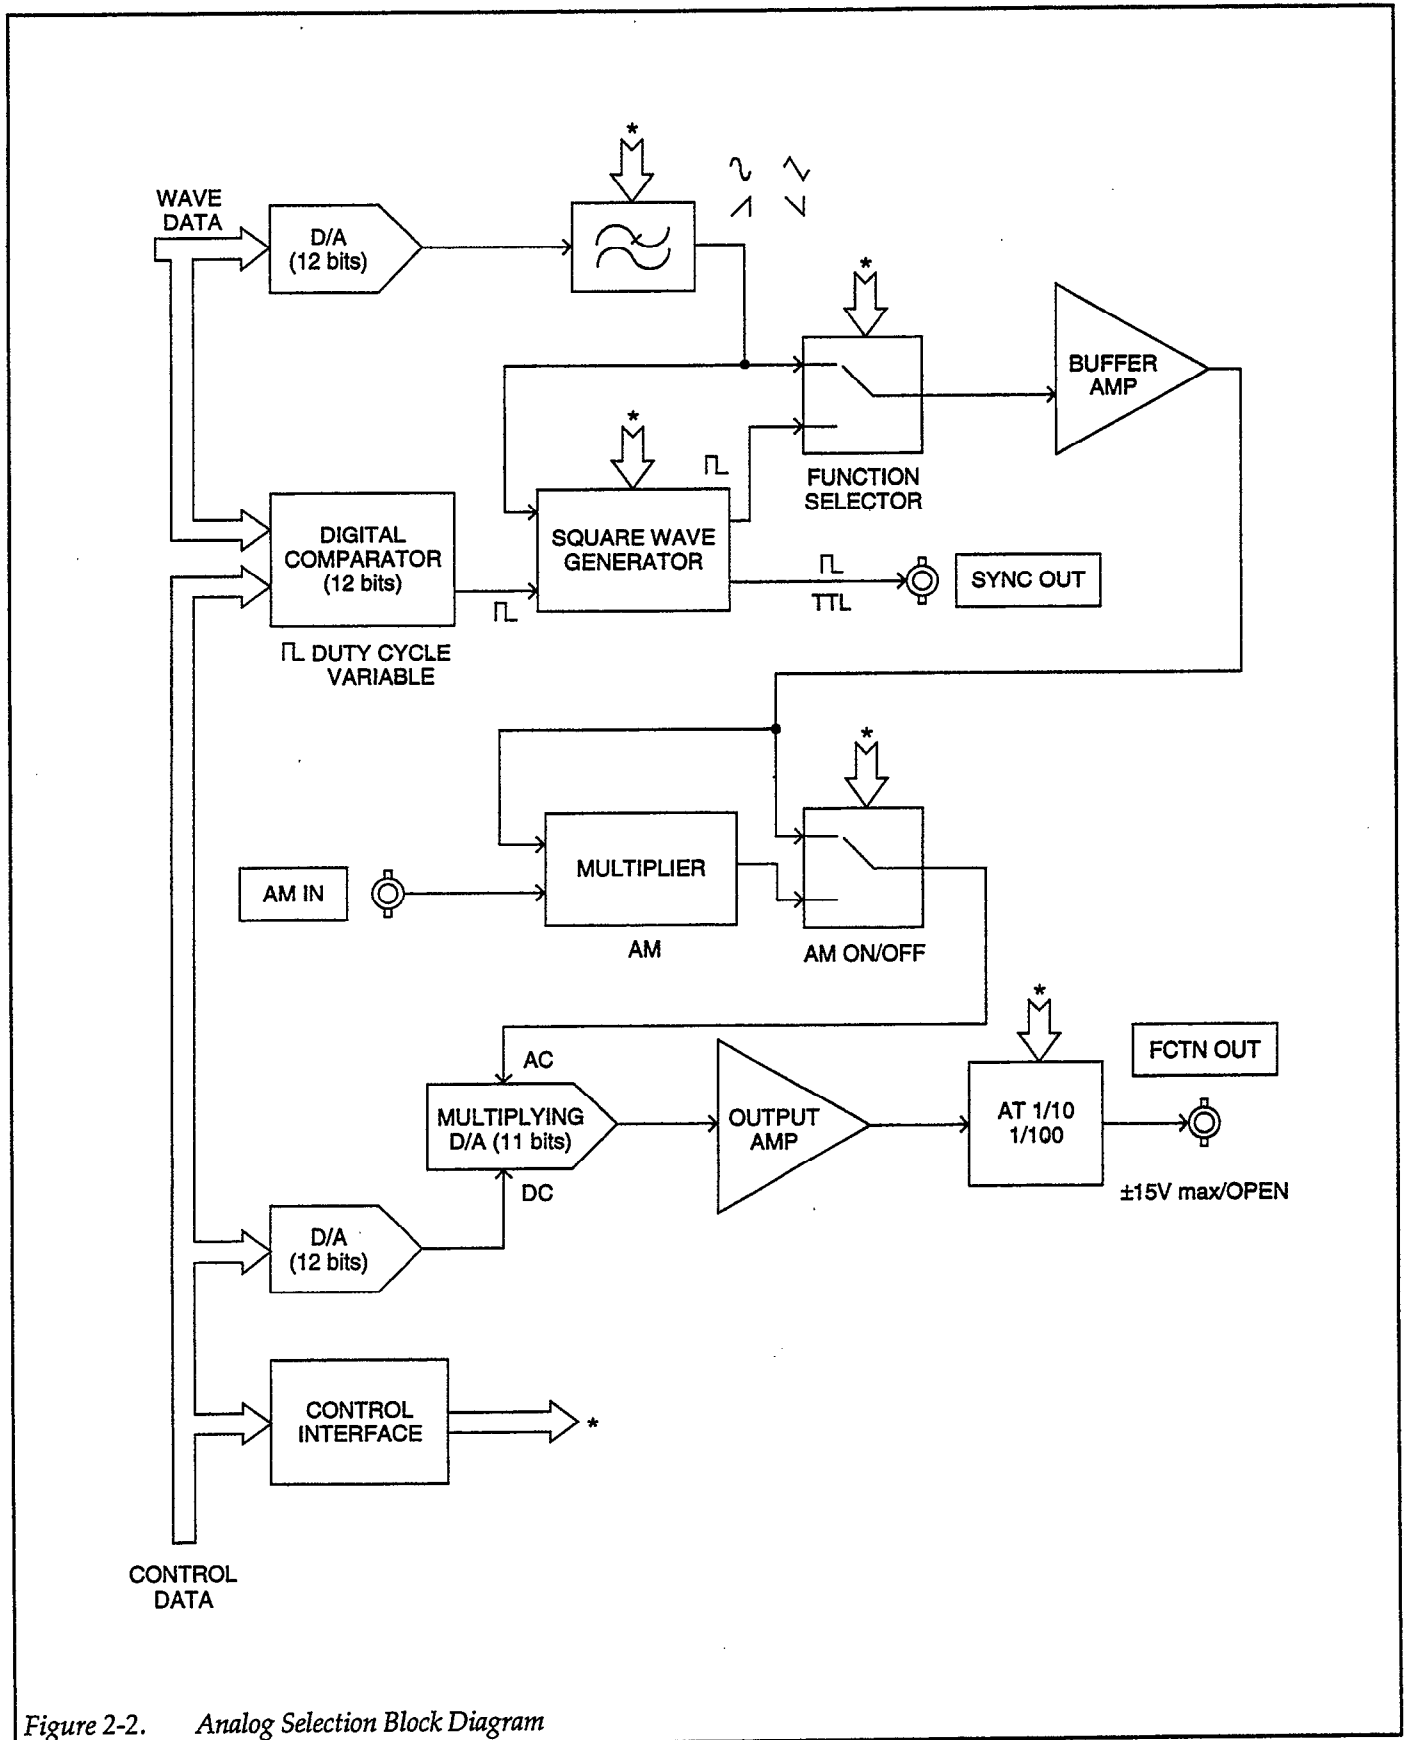 *
WAVE
DATA
D/A
(12 bits)
*
BUFFER
AMP
*
FUNCTION
SELECTOR
DIGITAL
COMPARATOR
(12 bits)
SQUARE WAVE
GENERATOR
TTL
SYNC OUT
DUTY CYCLE
VARIABLE
*
MULTIPLIER
AM IN
AM
AM ON/OFF
*
AC
FCTN OUT
MULTIPLYING
D/A (11 bits)
OUTPUT
AMP
AT 1/10
1/100
DC
±15V max/OPEN
D/A
(12 bits)
CONTROL
INTERFACE
*
CONTROL
DATA
Figure 2-2. Analog Selection Block Diagram